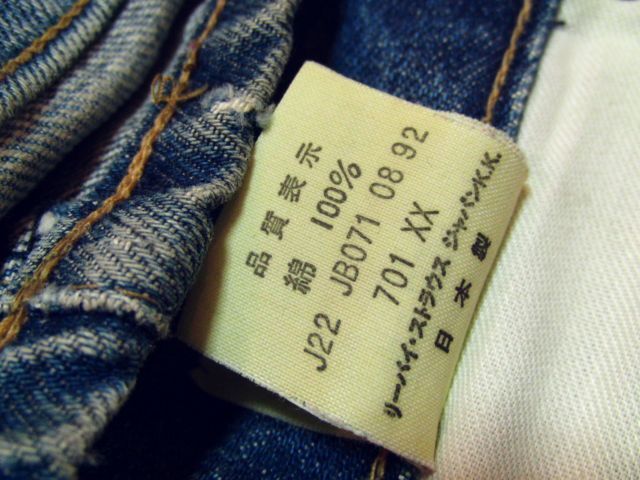 品質表示
綿 100%
J22 JB071 08 92
701 XX
リーバイ・ストラウス ジャパンK.K.
日本製